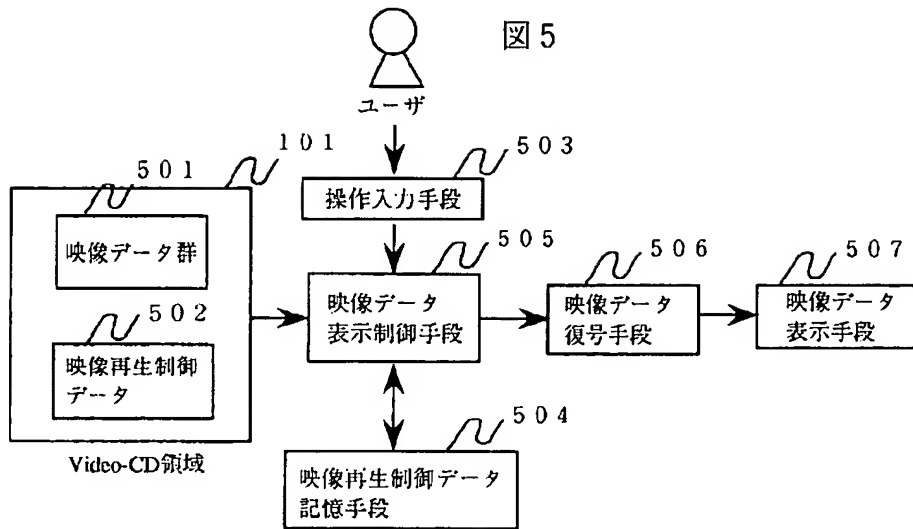 図5
ユーザ
101
501
503
操作入力手段
映像データ群
505
506
507
502
映像データ
表示制御手段
映像データ
復号手段
映像データ
表示手段
映像再生制御
データ
504
Video-CD領域
映像再生制御データ
記憶手段